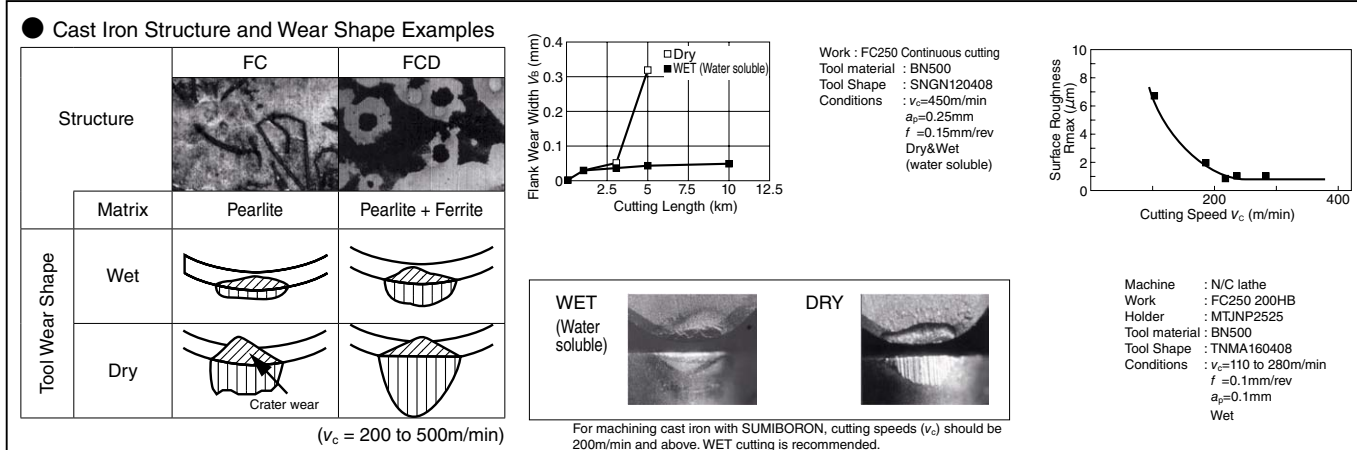 ● Cast Iron Structure and Wear Shape Examples
FC
FCD
Structure
Matrix
Pearlite
Pearlite + Ferrite
Tool Wear Shape
Wet
Dry
Crater wear
(vc = 200 to 500m/min)
Flank Wear Width VB (mm)
0.4
0.3
0.2
0.1
0
2.5
5
7.5
10
12.5
Cutting Length (km)
Dry
WET (Water soluble)
Work : FC250 Continuous cutting
Tool material : BN500
Tool Shape : SNGN120408
Conditions : vc=450m/min
ap=0.25mm
f =0.15mm/rev
Dry&Wet
(water soluble)
Surface Roughness
Rmax (μm)
10
8
6
4
2
0
200
400
Cutting Speed vc (m/min)
WET
(Water
soluble)
DRY
For machining cast iron with SUMIBORON, cutting speeds (vc) should be
200m/min and above. WET cutting is recommended.
Machine : N/C lathe
Work : FC250 200HB
Holder : MTJNP2525
Tool material : BN500
Tool Shape : TNMA160408
Conditions : vc=110 to 280m/min
f =0.1mm/rev
ap=0.1mm
Wet